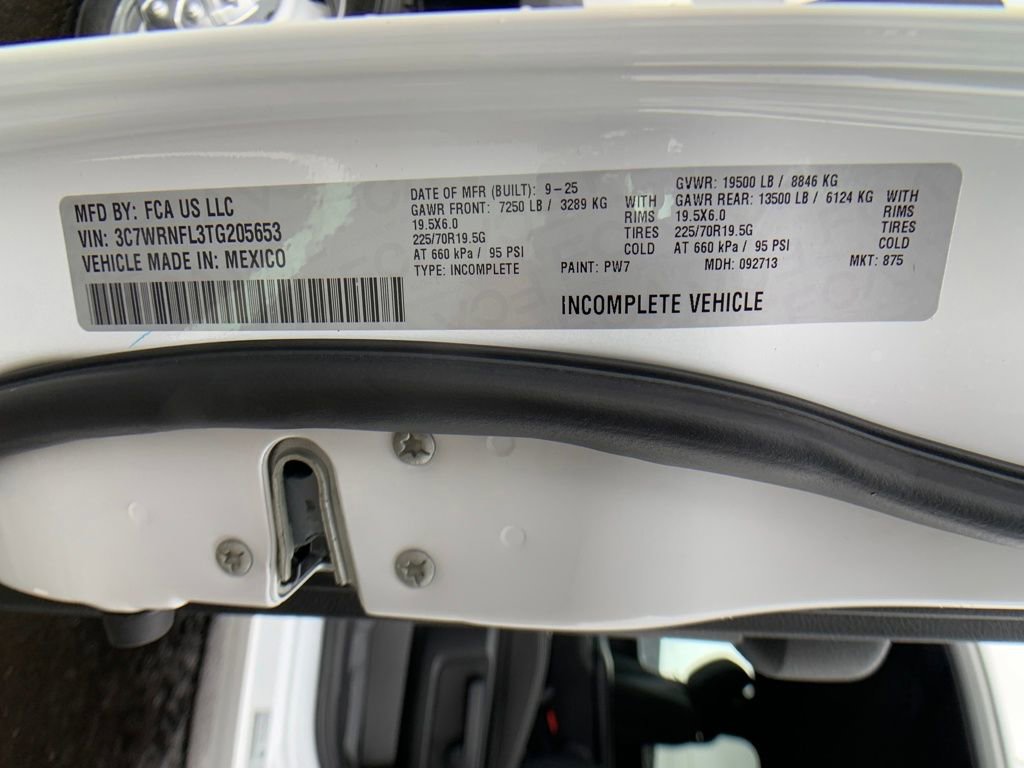 MFD BY: FCA US LLC
VIN: 3C7WRNFL3TG205653
VEHICLE MADE IN: MEXICO
DATE OF MFR (BUILT): 9-25
GAWR FRONT: 7250 LB / 3289 KG WITH
19.5X6.0 RIMS
225/70R19.5G TIRES
AT 660 kPa / 95 PSI COLD
TYPE: INCOMPLETE
GVWR: 19500 LB / 8846 KG
GAWR REAR: 13500 LB / 6124 KG WITH
19.5X6.0 RIMS
225/70R19.5G TIRES
AT 660 kPa / 95 PSI COLD
PAINT: PW7 MDH: 092713 MKT: 875
INCOMPLETE VEHICLE